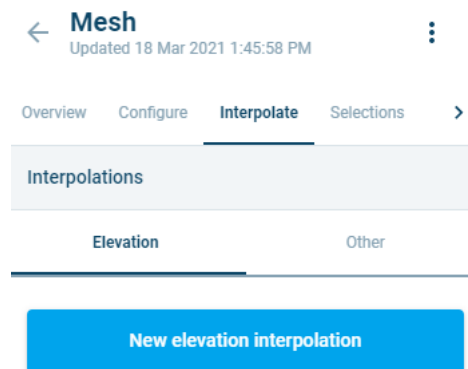 Mesh
Updated 18 Mar 2021 1:45:58 PM
Overview Configure Interpolate Selections
Interpolations
Elevation Other
New elevation interpolation